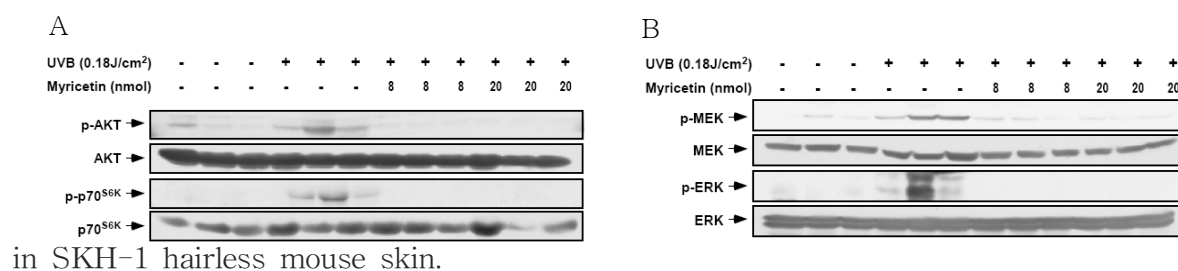 A
UVB (0.18J/cm²) - - - + + + + + + + + +
Myricetin (nmol) - - - - - - 8 8 8 20 20 20
p-AKT
AKT
p-p70S6K
p70S6K
B
UVB (0.18J/cm²) - - - + + + + + + + + +
Myricetin (nmol) - - - - - - 8 8 8 20 20 20
p-MEK
MEK
p-ERK
ERK
in SKH-1 hairless mouse skin.